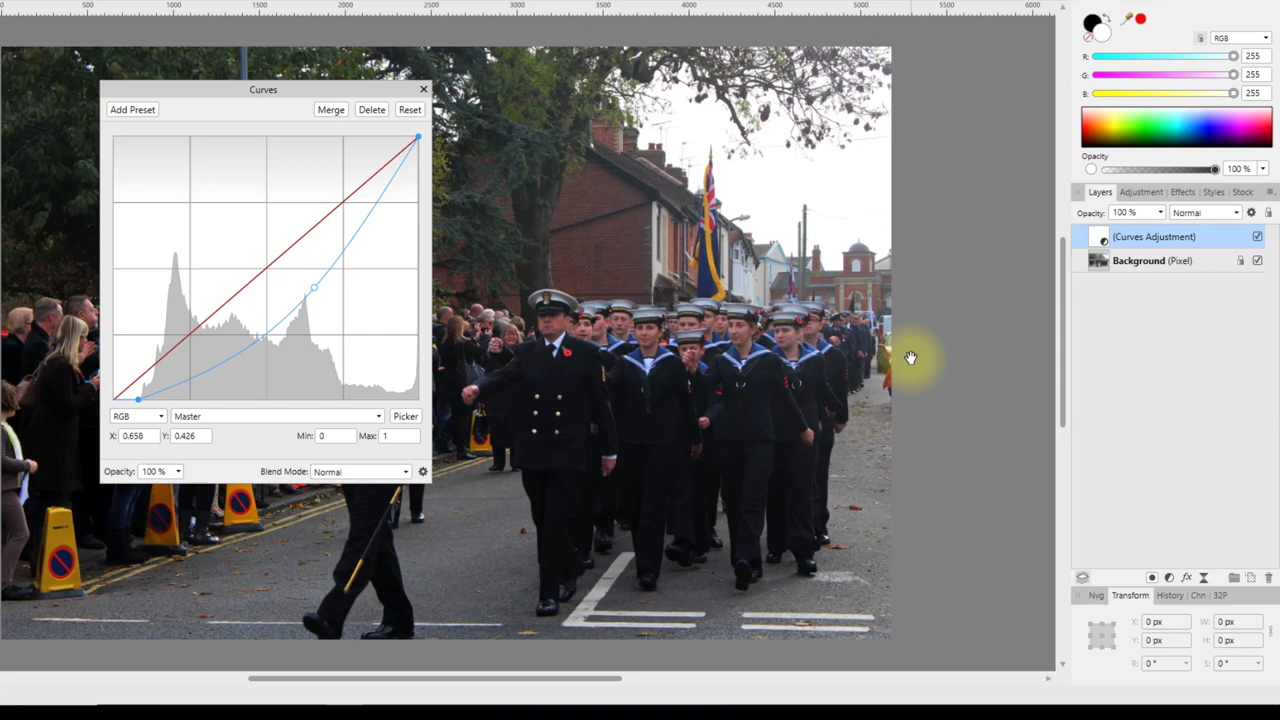 0 500 1000 1500 2000 2500 3000 3500 4000 4500 5000 5500 6000
Curves
Add Preset Merge Delete Reset
RGB Master Picker
X: 0.658 Y: 0.426 Min: 0 Max: 1
Opacity: 100 % Blend Mode: Normal
RGB
R: 255
G: 255
B: 255
Opacity
100 %
Layers Adjustment Effects Styles Stock
Opacity: 100 % Normal
(Curves Adjustment)
Background (Pixel)
Nvg Transform History Chn 32P
X: 0 px W: 0 px
Y: 0 px H: 0 px
R: 0 ° S: 0 °